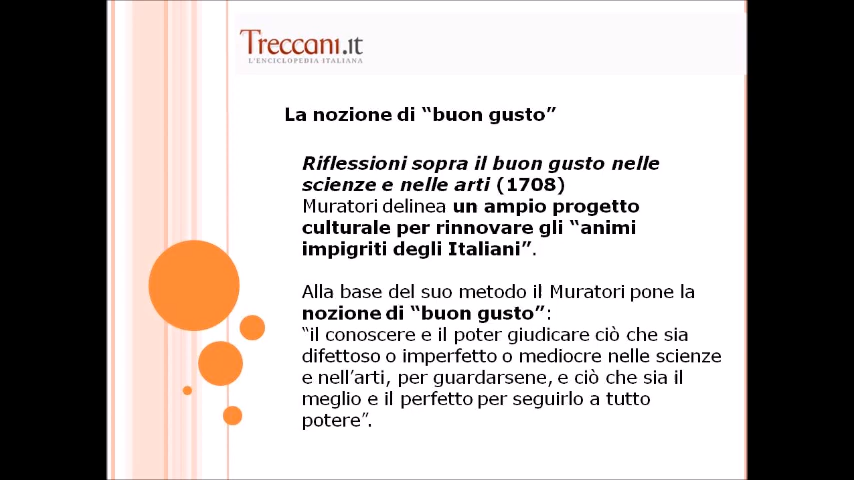 Treccani.it
L'ENCICLOPEDIA ITALIANA
La nozione di “buon gusto”
Riflessioni sopra il buon gusto nelle
scienze e nelle arti (1708)
Muratori delinea un ampio progetto
culturale per rinnovare gli “animi
impigriti degli Italiani”.
Alla base del suo metodo il Muratori pone la
nozione di “buon gusto”:
“il conoscere e il poter giudicare ciò che sia
difettoso o imperfetto o mediocre nelle scienze
e nell’arti, per guardarsene, e ciò che sia il
meglio e il perfetto per seguirlo a tutto
potere”.